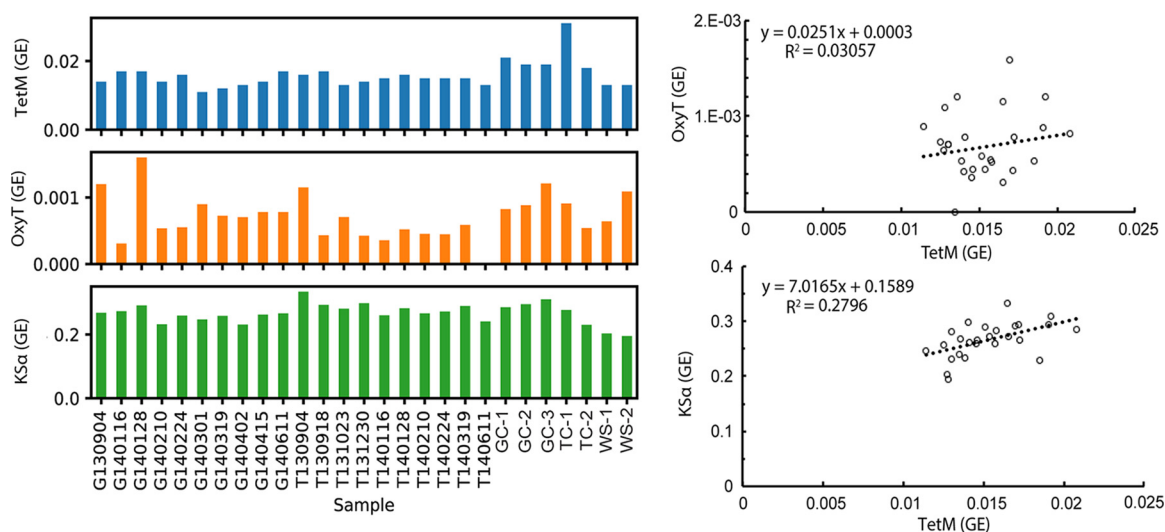 TetM (GE)
0.02
0.00
OxyT (GE)
0.001
0.000
KSα (GE)
0.2
0.0
G130904
G140116
G140128
G140210
G140224
G140301
G140319
G140402
G140415
G140611
T130904
T130918
T131023
T131230
T140116
T140128
T140210
T140224
T140319
T140611
GC-1
GC-2
GC-3
TC-1
TC-2
WS-1
WS-2
Sample
2.E-03
y = 0.0251x + 0.0003
R² = 0.03057
OxyT (GE)
1.E-03
0
0 0.005 0.01 0.015 0.02 0.025
TetM (GE)
0.4
y = 7.0165x + 0.1589
R² = 0.2796
0.3
KSα (GE)
0.2
0.1
0
0 0.005 0.01 0.015 0.02 0.025
TetM (GE)